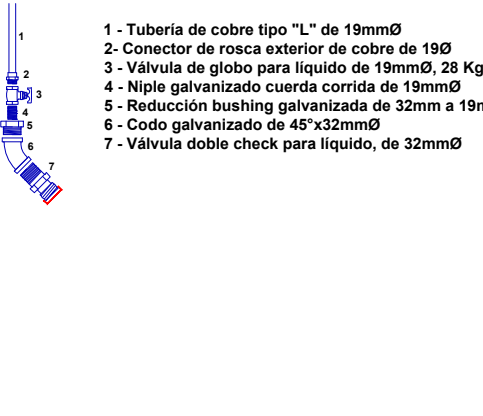 1 - Tubería de cobre tipo "L" de 19mmØ
2- Conector de rosca exterior de cobre de 19Ø
3 - Válvula de globo para líquido de 19mmØ, 28 Kg
4 - Niple galvanizado cuerda corrida de 19mmØ
5 - Reducción bushing galvanizada de 32mm a 19m
6 - Codo galvanizado de 45°x32mmØ
7 - Válvula doble check para líquido, de 32mmØ
1
2
3
4
5
6
7